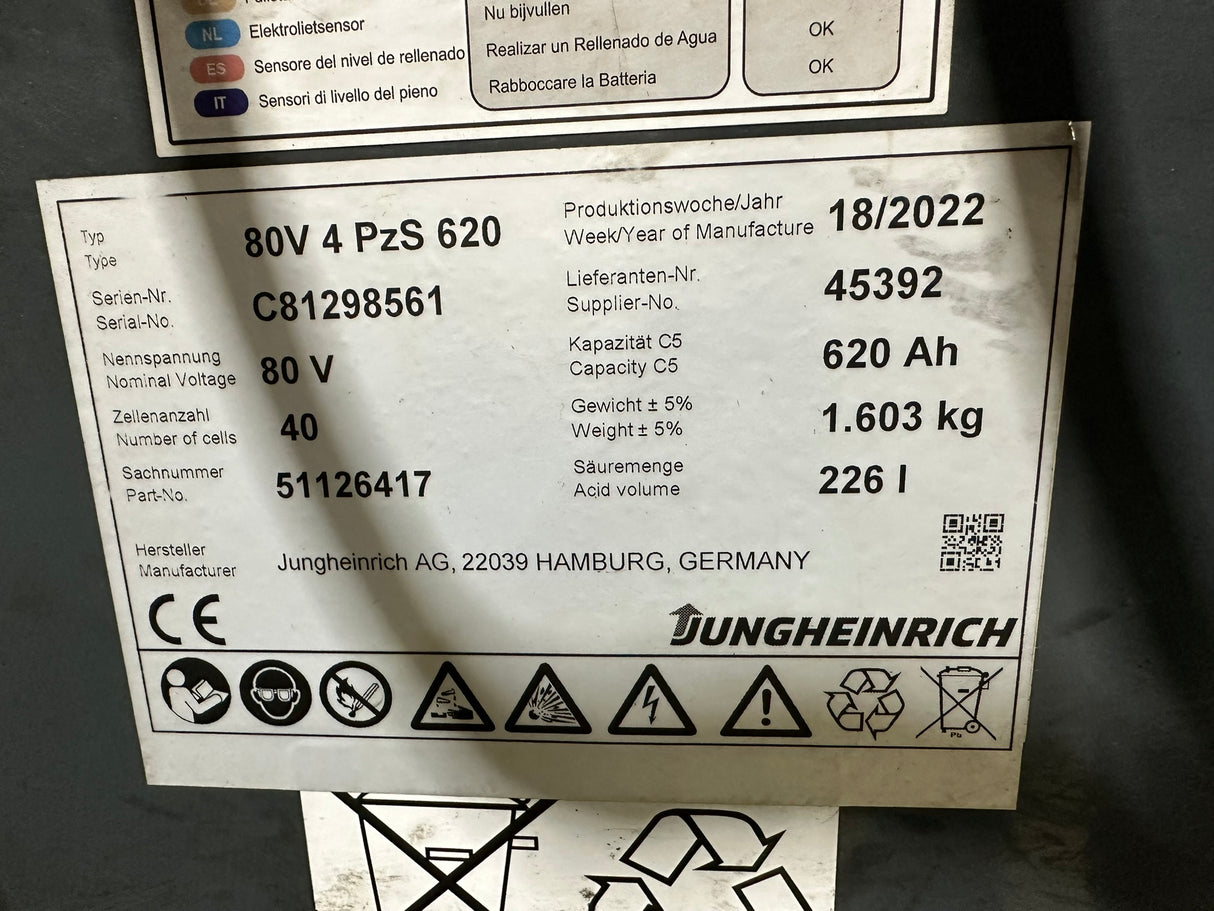 NL Elektrolietsensor
ES Sensore del nivel de rellenado
IT Sensori di livello del pieno
Nu bijvullen
Realizar un Rellenado de Agua
Rabboccare la Batteria
OK
OK
Typ
Type
80V 4 PzS 620
Serien-Nr.
Serial-No.
C81298561
Nennspannung
Nominal Voltage
80 V
Zellenanzahl
Number of cells
40
Sachnummer
Part-No.
51126417
Produktionswoche/Jahr
Week/Year of Manufacture
18/2022
Lieferanten-Nr.
Supplier-No.
45392
Kapazität C5
Capacity C5
620 Ah
Gewicht ± 5%
Weight ± 5%
1.603 kg
Säuremenge
Acid volume
226 l
Hersteller
Manufacturer
Jungheinrich AG, 22039 HAMBURG, GERMANY
CE
JUNGHEINRICH
Pb